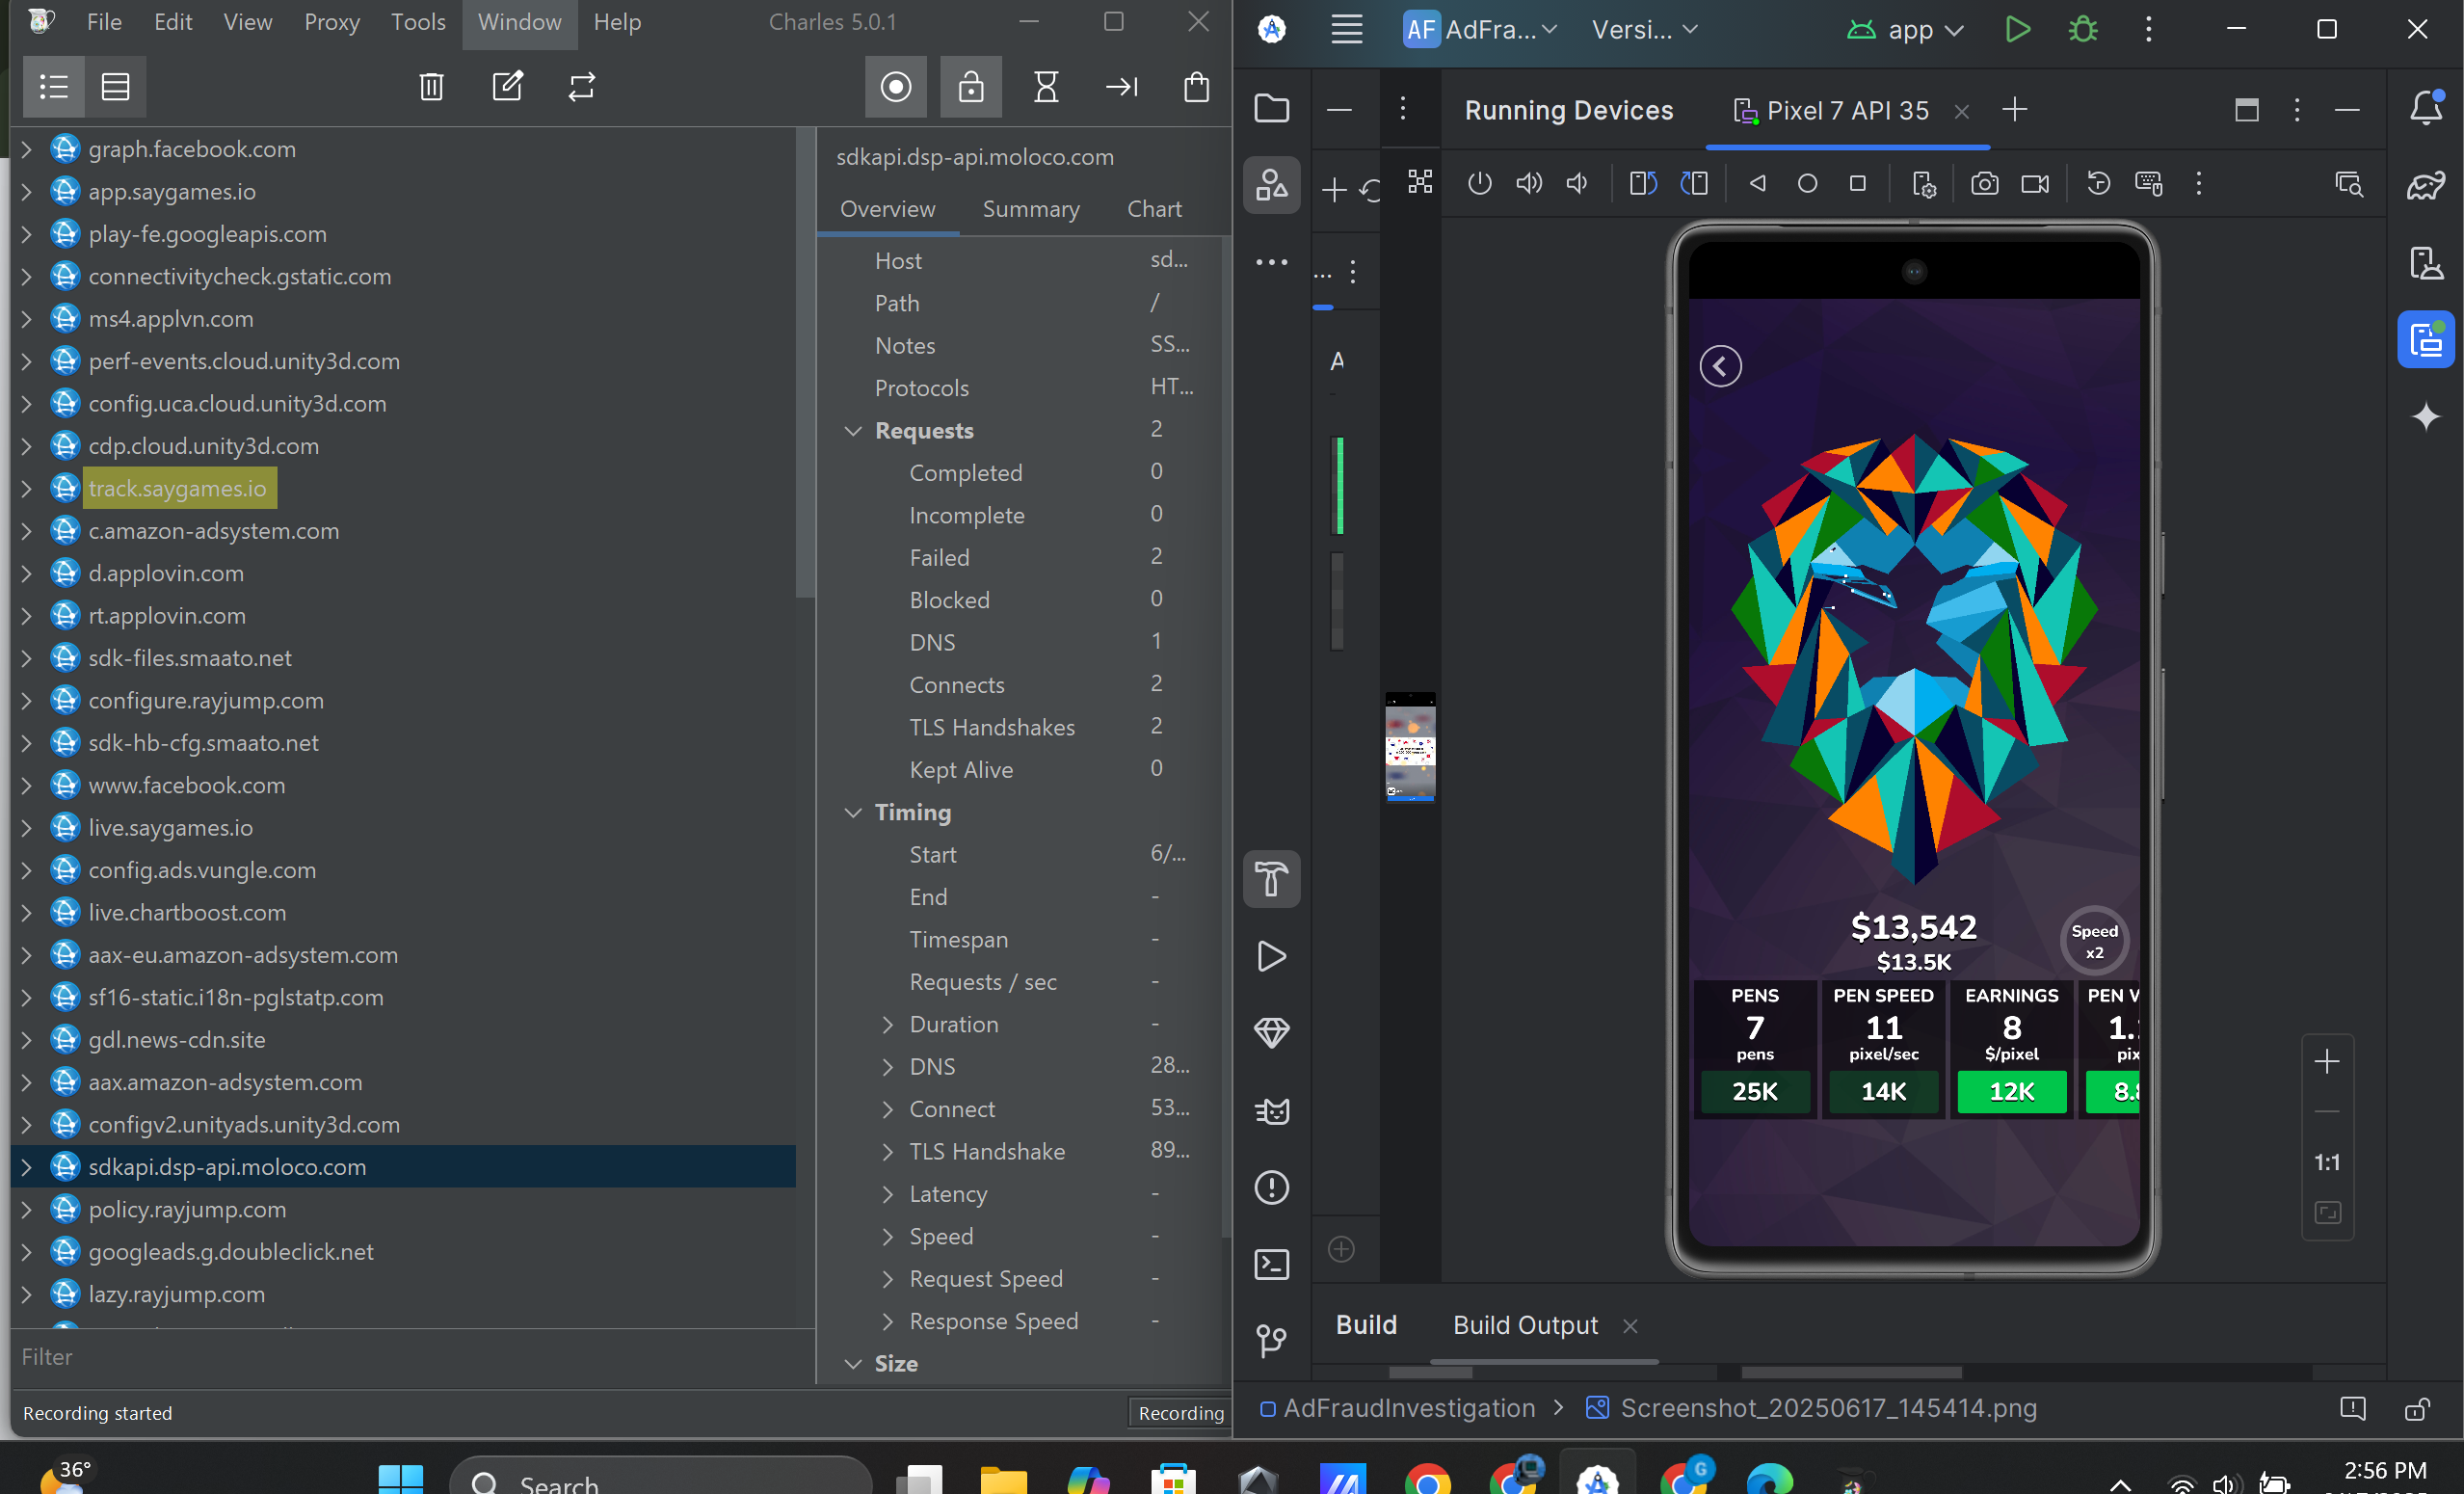 File Edit View Proxy Tools Window Help Charles 5.0.1
graph.facebook.com
app.saygames.io
play-fe.googleapis.com
connectivitycheck.gstatic.com
ms4.applvn.com
perf-events.cloud.unity3d.com
config.uca.cloud.unity3d.com
cdp.cloud.unity3d.com
track.saygames.io
c.amazon-adsystem.com
d.applovin.com
rt.applovin.com
sdk-files.smaato.net
configure.rayjump.com
sdk-hb-cfg.smaato.net
www.facebook.com
live.saygames.io
config.ads.vungle.com
live.chartboost.com
aax-eu.amazon-adsystem.com
sf16-static.i18n-pglstatp.com
gdl.news-cdn.site
aax.amazon-adsystem.com
configv2.unityads.unity3d.com
sdkapi.dsp-api.moloco.com
policy.rayjump.com
googleads.g.doubleclick.net
lazy.rayjump.com
Filter
Recording started
Recording
sdkapi.dsp-api.moloco.com
Overview Summary Chart
Host sd...
Path /
Notes SS...
Protocols HT...
Requests 2
Completed 0
Incomplete 0
Failed 2
Blocked 0
DNS 1
Connects 2
TLS Handshakes 2
Kept Alive 0
Timing
Start 6/...
End -
Timespan -
Requests / sec -
Duration -
DNS 28...
Connect 53...
TLS Handshake 89...
Latency -
Speed -
Request Speed -
Response Speed -
Size
AF AdFra... Versi... app
Running Devices Pixel 7 API 35
A
$13,542
$13.5K
Speed
x2
PENS PEN SPEED EARNINGS PEN
7 11 8 1.
pens pixel/sec $/pixel pix
25K 14K 12K 8.
1:1
Build Build Output
AdFraudInvestigation > Screenshot_20250617_145414.png
36° Search 2:56 PM